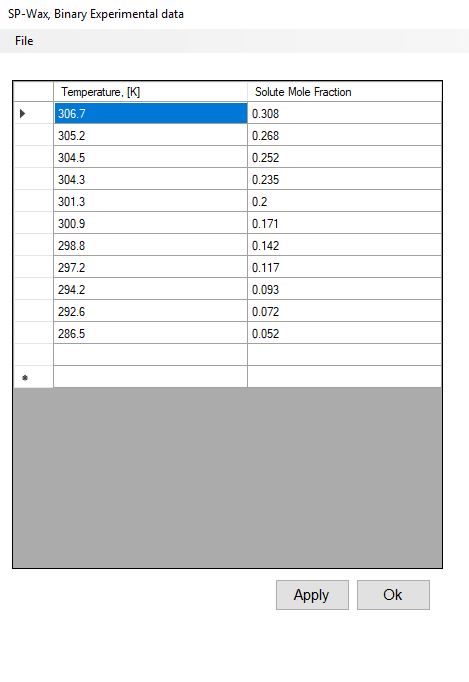 SP-Wax, Binary Experimental data
File
Temperature, [K] Solute Mole Fraction
306.7 0.308
305.2 0.268
304.5 0.252
304.3 0.235
301.3 0.2
300.9 0.171
298.8 0.142
297.2 0.117
294.2 0.093
292.6 0.072
286.5 0.052
Apply Ok